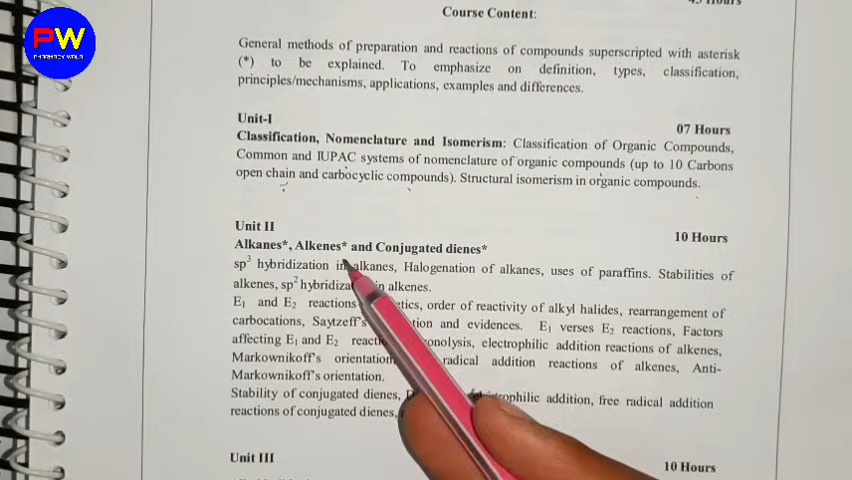 PW
PHARMACY WALA
45 Hours
Course Content:
General methods of preparation and reactions of compounds superscripted with asterisk
(*) to be explained. To emphasize on definition, types, classification,
principles/mechanisms, applications, examples and differences.
Unit-I
07 Hours
Classification, Nomenclature and Isomerism: Classification of Organic Compounds,
Common and IUPAC systems of nomenclature of organic compounds (up to 10 Carbons
open chain and carbocyclic compounds). Structural isomerism in organic compounds.
Unit II
10 Hours
Alkanes*, Alkenes* and Conjugated dienes*
sp3 hybridization in alkanes, Halogenation of alkanes, uses of paraffins. Stabilities of
alkenes, sp2 in alkenes.
E1 and E2 reactions order of reactivity of alkyl halides, rearrangement of
carbocations, Saytzeff's and evidences. E1 verses E2 reactions, Factors
affecting E1 and E2 electrophilic addition reactions of alkenes,
Markownikoff's orientation, radical addition reactions of alkenes, Anti-
Markownikoff's orientation.
Stability of conjugated dienes, addition, free radical addition
reactions of conjugated dienes,
Unit III
10 Hours